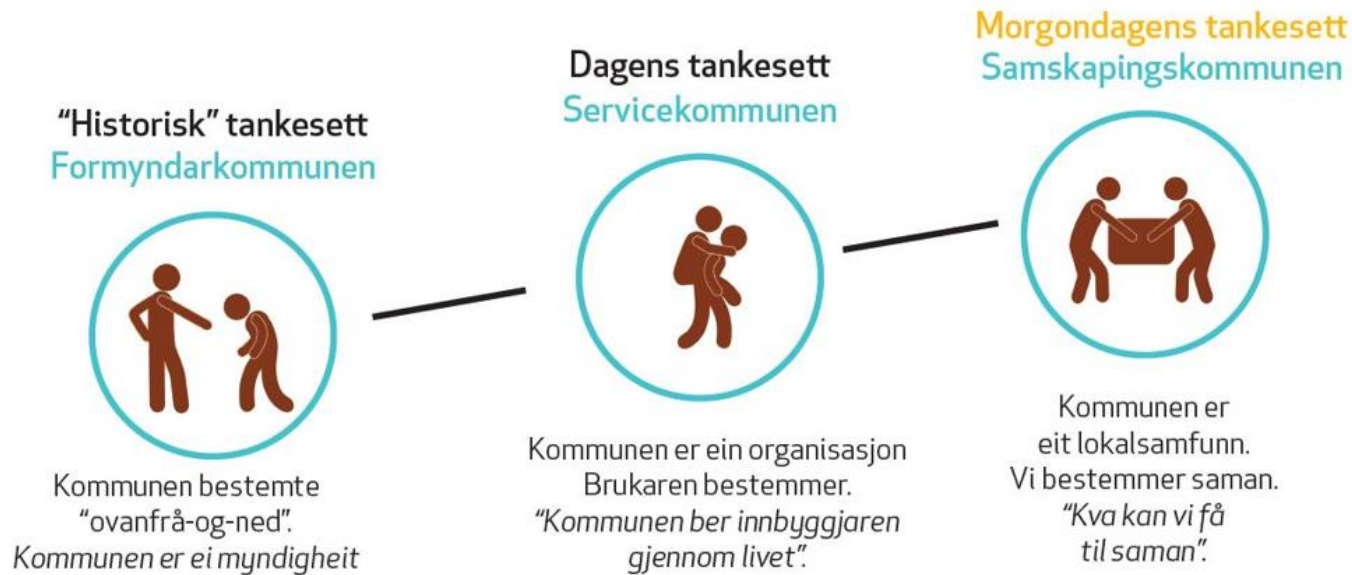 “Historisk” tankesett
Formyndarkommunen
Kommunen bestemte
“ovanfrå-og-ned”.
Kommunen er ei myndigheit
Dagens tankesett
Servicekommunen
Kommunen er ein organisasjon
Brukaren bestemmer.
“Kommunen ber innbyggjaren
gjennom livet”.
Morgondagens tankesett
Samskapingskommunen
Kommunen er
eit lokalsamfunn.
Vi bestemmer saman.
“Kva kan vi få
til saman”.